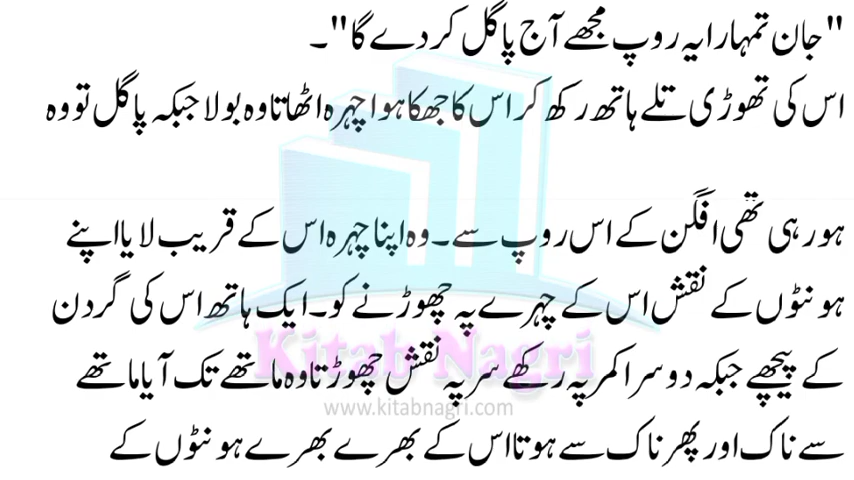 "جان تمہارا یہ روپ مجھے آج پاگل کر دے گا"۔
اس کی تھوڑی تلے ہاتھ رکھ کر اس کا جھکا ہوا چہرہ اٹھاتا وہ بولا جبکہ پاگل تو وہ
ہو رہی تھی افگن کے اس روپ سے۔ وہ اپنا چہرہ اس کے قریب لایا اپنے
ہونٹوں کے نقش اس کے چہرے پہ چھوڑنے کو۔ ایک ہاتھ اس کی گردن
کے پیچھے جبکہ دوسرا کمر پہ رکھے سر پہ نقش چھوڑتا وہ ماتھے تک آیا ماتھے
Kitab Nagri
www.kitabnagri.com
سے ناک اور پھر ناک سے ہوتا اس کے بھرے بھرے ہونٹوں کے